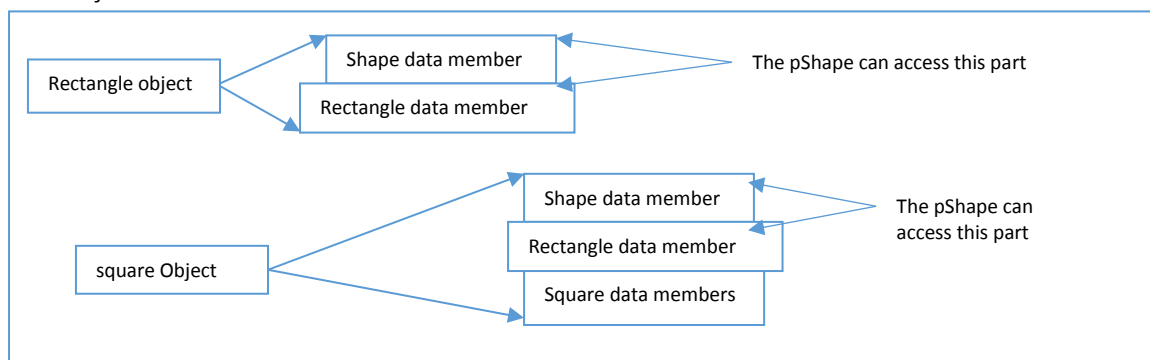 Shape data member
The pShape can access this part
Rectangle object
Rectangle data member
Shape data member
The pShape can
access this part
Rectangle data member
square Object
Square data members